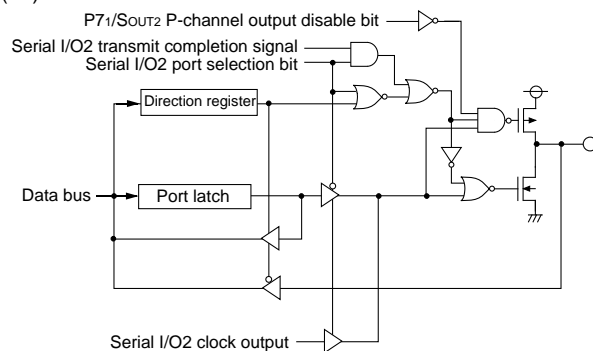 P71/SOUT2 P-channel output disable bit
Serial I/O2 transmit completion signal
Serial I/O2 port selection bit
Direction register
Data bus
Port latch
Serial I/O2 clock output